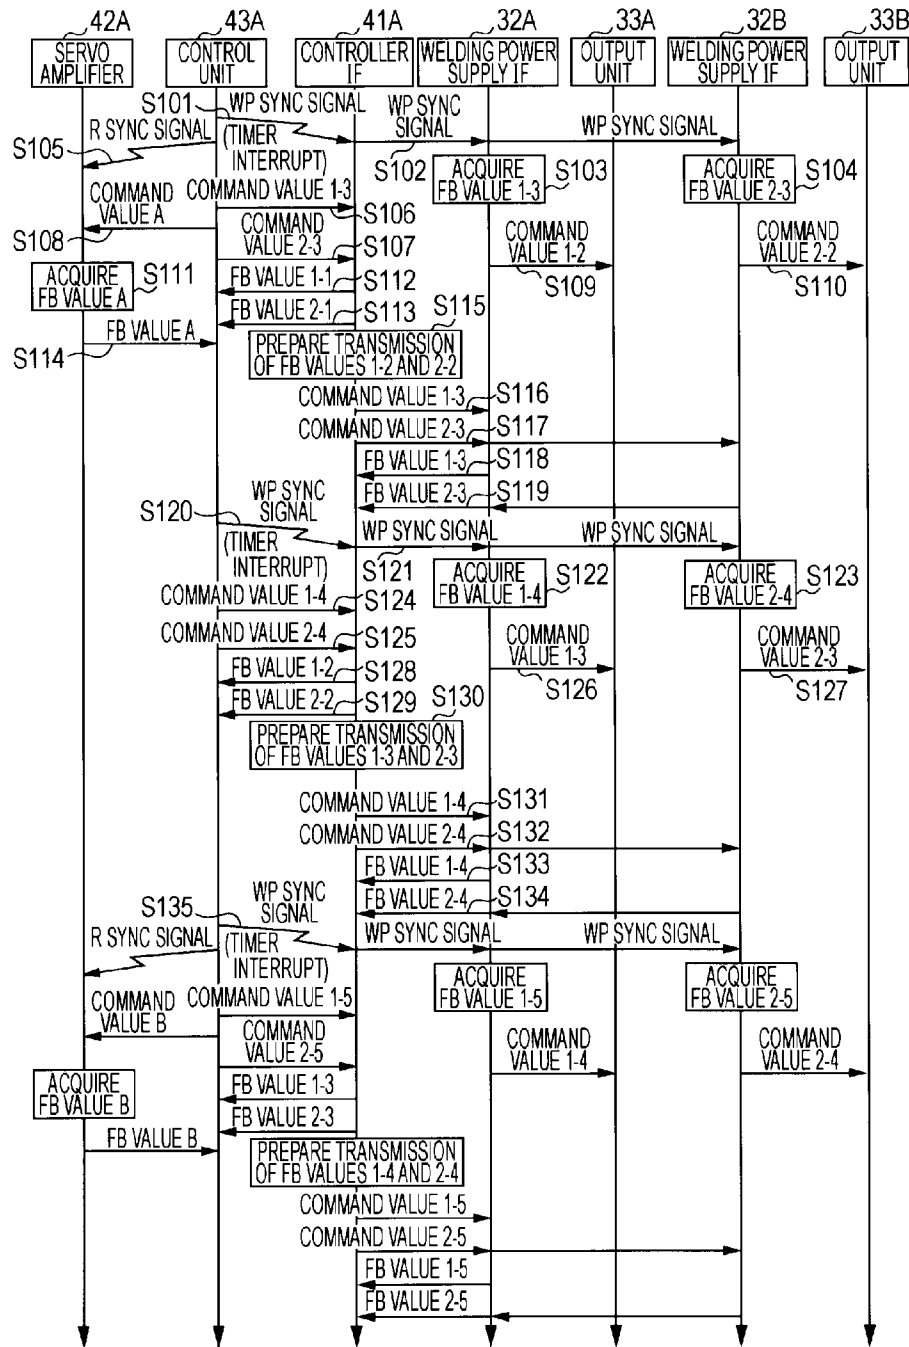 42A
43A
41A
32A
33A
32B
33B
SERVO
AMPLIFIER
CONTROL
UNIT
CONTROLLER
IF
WELDING POWER
SUPPLY IF
OUTPUT
UNIT
WELDING POWER
SUPPLY IF
OUTPUT
UNIT
S101
WP SYNC SIGNAL
WP SYNC
SIGNAL
WP SYNC SIGNAL
R SYNC SIGNAL
(TIMER
INTERRUPT)
S105
S102
ACQUIRE
FB VALUE 1-3
S103
ACQUIRE
FB VALUE 2-3
S104
COMMAND
VALUE A
COMMAND VALUE 1-3
S106
S108
COMMAND
VALUE 2-3
S107
COMMAND
VALUE 1-2
S109
COMMAND
VALUE 2-2
S110
ACQUIRE
FB VALUE A
S111
FB VALUE 1-1
S112
FB VALUE 2-1
S113
FB VALUE A
S114
S115
PREPARE TRANSMISSION
OF FB VALUES 1-2 AND 2-2
COMMAND VALUE 1-3
S116
COMMAND VALUE 2-3
S117
FB VALUE 1-3
S118
FB VALUE 2-3
S119
S120
WP SYNC
SIGNAL
(TIMER
INTERRUPT)
WP SYNC SIGNAL
WP SYNC SIGNAL
S121
ACQUIRE
FB VALUE 1-4
S122
ACQUIRE
FB VALUE 2-4
S123
COMMAND VALUE 1-4
S124
COMMAND VALUE 2-4
S125
COMMAND
VALUE 1-3
S126
COMMAND
VALUE 2-3
S127
FB VALUE 1-2
S128
FB VALUE 2-2
S129
S130
PREPARE TRANSMISSION
OF FB VALUES 1-3 AND 2-3
COMMAND VALUE 1-4
S131
COMMAND VALUE 2-4
S132
FB VALUE 1-4
S133
FB VALUE 2-4
S134
S135
WP SYNC
SIGNAL
R SYNC SIGNAL
(TIMER
INTERRUPT)
WP SYNC SIGNAL
WP SYNC SIGNAL
ACQUIRE
FB VALUE 1-5
ACQUIRE
FB VALUE 2-5
COMMAND
VALUE B
COMMAND VALUE 1-5
COMMAND
VALUE 2-5
COMMAND
VALUE 1-4
COMMAND
VALUE 2-4
ACQUIRE
FB VALUE B
FB VALUE 1-3
FB VALUE 2-3
FB VALUE B
PREPARE TRANSMISSION
OF FB VALUES 1-4 AND 2-4
COMMAND VALUE 1-5
COMMAND VALUE 2-5
FB VALUE 1-5
FB VALUE 2-5